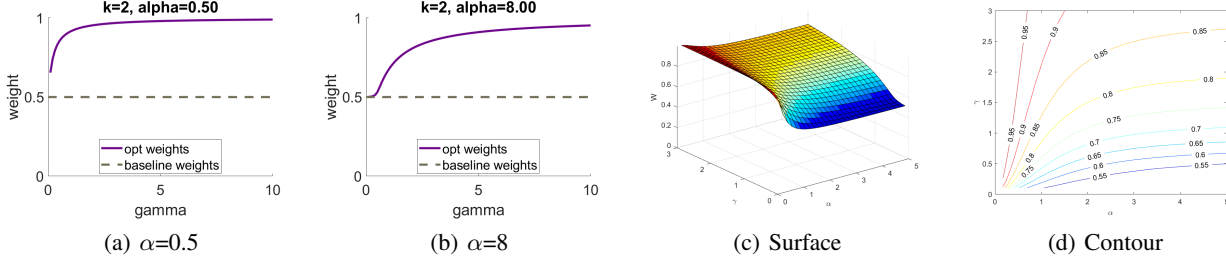 k=2, alpha=0.50
1
0.5
0
weight
opt weights
baseline weights
0
5
10
gamma
(a) α=0.5
k=2, alpha=8.00
1
0.5
0
weight
opt weights
baseline weights
0
5
10
gamma
(b) α=8
0.8
0.6
0.4
0.2
0
w
3
2
1
0
γ
0
1
2
3
4
5
α
(c) Surface
3
2.5
2
1.5
1
0.5
0
γ
0.95
0.9
0.85
0.95
0.9
0.85
0.8
0.75
0.7
0.65
0.6
0.55
0.8
0.75
0
1
2
3
4
5
α
(d) Contour